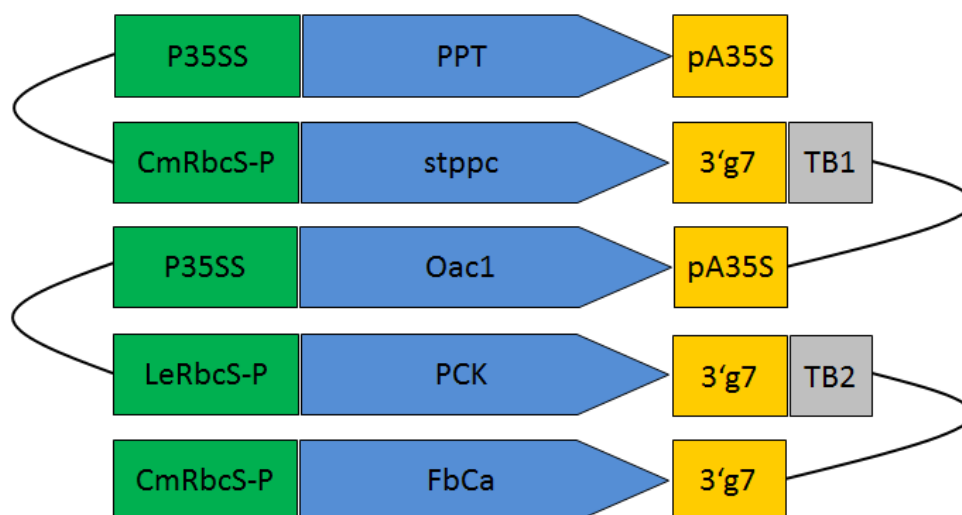 P35SS PPT pA35S
CmRbcS-P stppc 3‘g7 TB1
P35SS Oac1 pA35S
LeRbcS-P PCK 3‘g7 TB2
CmRbcS-P FbCa 3‘g7